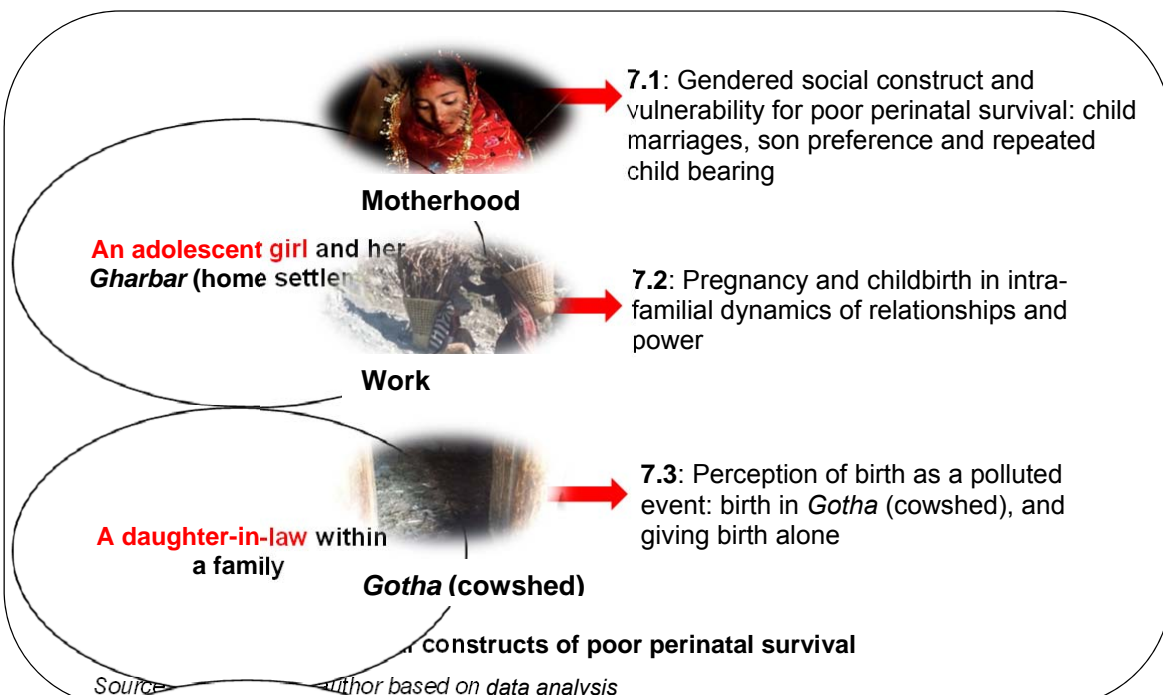 7.1: Gendered social construct and
vulnerability for poor perinatal survival: child
marriages, son preference and repeated
child bearing
Motherhood
An adolescent girl and her
Gharbar (home settlem
7.2: Pregnancy and childbirth in intra-
familial dynamics of relationships and
power
Work
7.3: Perception of birth as a polluted
event: birth in Gotha (cowshed), and
giving birth alone
A daughter-in-law within
a family
Gotha (cowshed)
constructs of poor perinatal survival
Source author based on data analysis